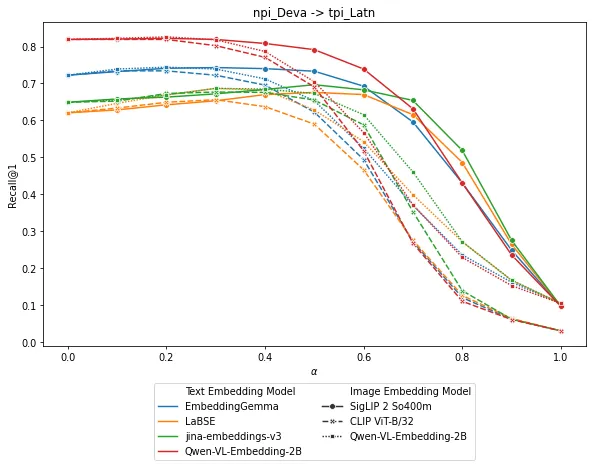 npi_Deva -> tpi_Latn
Recall@1
0.8
0.7
0.6
0.5
0.4
0.3
0.2
0.1
0.0
0.0 0.2 0.4 0.6 0.8 1.0
α
Text Embedding Model
EmbeddingGemma
LaBSE
jina-embeddings-v3
Qwen-VL-Embedding-2B
Image Embedding Model
SigLIP 2 So400m
CLIP ViT-B/32
Qwen-VL-Embedding-2B